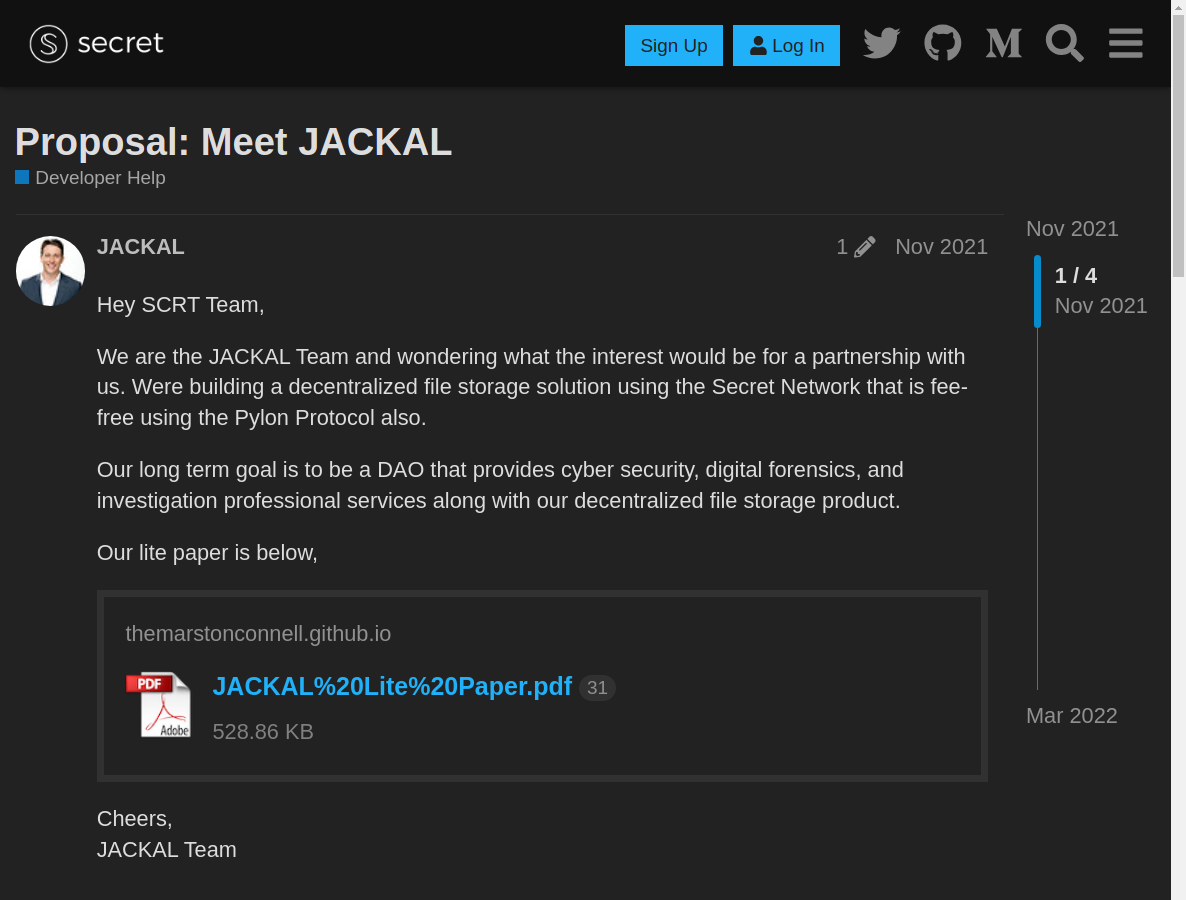 secret
Sign Up
Log In
Proposal: Meet JACKAL
Developer Help
JACKAL
1
Nov 2021
Hey SCRT Team,
We are the JACKAL Team and wondering what the interest would be for a partnership with
us. Were building a decentralized file storage solution using the Secret Network that is fee-
free using the Pylon Protocol also.
Our long term goal is to be a DAO that provides cyber security, digital forensics, and
investigation professional services along with our decentralized file storage product.
Our lite paper is below,
themarstonconnell.github.io
PDF
Adobe
JACKAL%20Lite%20Paper.pdf 31
528.86 KB
Cheers,
JACKAL Team
Nov 2021
1 / 4
Nov 2021
Mar 2022